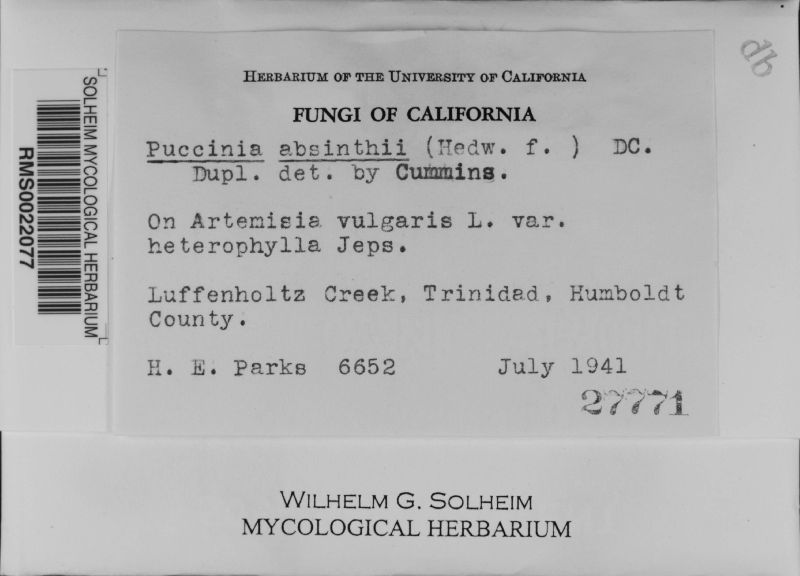 db
HERBARIUM OF THE UNIVERSITY OF CALIFORNIA
FUNGI OF CALIFORNIA
Puccinia absinthii (Hedw. f. ) DC.
Dupl. det. by Cummins.
On Artemisia vulgaris L. var.
heterophylla Jeps.
Luffenholtz Creek, Trinidad, Humboldt
County.
H. E. Parks 6652 July 1941
27771
SOLHEIM MYCOLOGICAL HERBARIUM
RMS0022077
WILHELM G. SOLHEIM
MYCOLOGICAL HERBARIUM